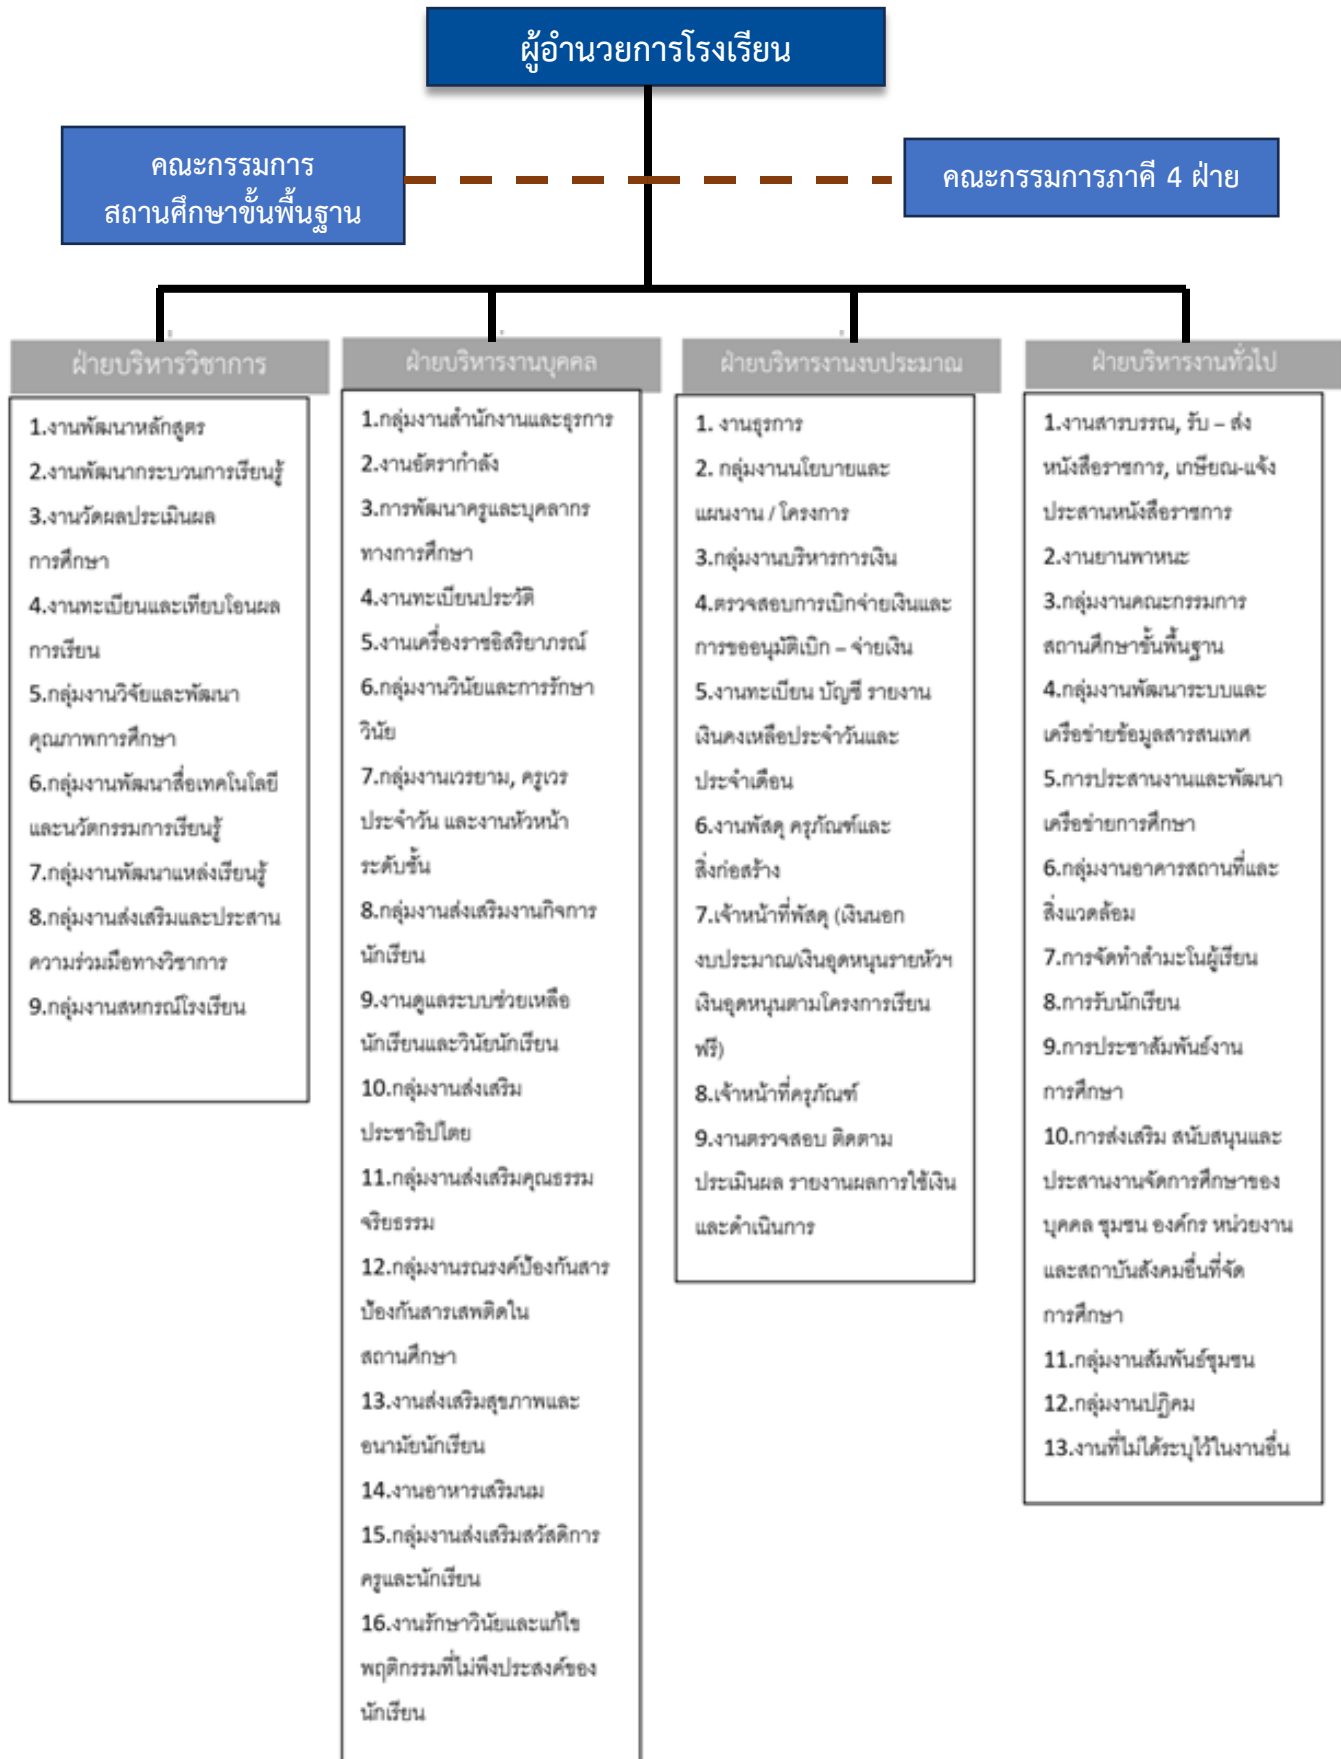 ผู้อำนวยการโรงเรียน
คณะกรรมการ
สถานศึกษาขั้นพื้นฐาน
คณะกรรมการภาคี 4 ฝ่าย
ฝ่ายบริหารวิชาการ
1.งานพัฒนาหลักสูตร
2.งานพัฒนากระบวนการเรียนรู้
3.งานวัดผลประเมินผล
การศึกษา
4.งานทะเบียนและเทียบโอนผล
การเรียน
5.กลุ่มงานวิจัยและพัฒนา
คุณภาพการศึกษา
6.กลุ่มงานพัฒนาสื่อเทคโนโลยี
และนวัตกรรมการเรียนรู้
7.กลุ่มงานพัฒนาแหล่งเรียนรู้
8.กลุ่มงานส่งเสริมและประสาน
ความร่วมมือทางวิชาการ
9.กลุ่มงานสหกรณ์โรงเรียน
ฝ่ายบริหารงานบุคคล
1.กลุ่มงานสำนักงานและธุรการ
2.งานอัตรากำลัง
3.การพัฒนาครูและบุคลากร
ทางการศึกษา
4.งานทะเบียนประวัติ
5.งานเครื่องราชอิสริยาภรณ์
6.กลุ่มงานวินัยและการรักษา
วินัย
7.กลุ่มงานเวรยาม, ครูเวร
ประจำวัน และงานหัวหน้า
ระดับชั้น
8.กลุ่มงานส่งเสริมงานกิจการ
นักเรียน
9.งานดูแลระบบช่วยเหลือ
นักเรียนและวินัยนักเรียน
10.กลุ่มงานส่งเสริม
ประชาธิปไตย
11.กลุ่มงานส่งเสริมคุณธรรม
จริยธรรม
12.กลุ่มงานรณรงค์ป้องกันสาร
ป้องกันสารเสพติดใน
สถานศึกษา
13.งานส่งเสริมสุขภาพและ
อนามัยนักเรียน
14.งานอาหารเสริมนม
15.กลุ่มงานส่งเสริมสวัสดิการ
ครูและนักเรียน
16.งานรักษาวินัยและแก้ไข
พฤติกรรมที่ไม่พึงประสงค์ของ
นักเรียน
ฝ่ายบริหารงานงบประมาณ
1. งานธุรการ
2. กลุ่มงานนโยบายและ
แผนงาน / โครงการ
3.กลุ่มงานบริหารการเงิน
4.ตรวจสอบการเบิกจ่ายเงินและ
การขออนุมัติเบิก – จ่ายเงิน
5.งานทะเบียน บัญชี รายงาน
เงินคงเหลือประจำวันและ
ประจำเดือน
6.งานพัสดุ ครุภัณฑ์และ
สิ่งก่อสร้าง
7.เจ้าหน้าที่พัสดุ (เงินนอก
งบประมาณ/เงินอุดหนุนรายหัวฯ
เงินอุดหนุนตามโครงการเรียน
ฟรี)
8.เจ้าหน้าที่ครุภัณฑ์
9.งานตรวจสอบ ติดตาม
ประเมินผล รายงานผลการใช้เงิน
และดำเนินการ
ฝ่ายบริหารงานทั่วไป
1.งานสารบรรณ, รับ – ส่ง
หนังสือราชการ, เกษียณ-แจ้ง
ประสานหนังสือราชการ
2.งานยานพาหนะ
3.กลุ่มงานคณะกรรมการ
สถานศึกษาขั้นพื้นฐาน
4.กลุ่มงานพัฒนาระบบและ
เครือข่ายข้อมูลสารสนเทศ
5.การประสานงานและพัฒนา
เครือข่ายการศึกษา
6.กลุ่มงานอาคารสถานที่และ
สิ่งแวดล้อม
7.การจัดทำสำมะโนผู้เรียน
8.การรับนักเรียน
9.การประชาสัมพันธ์งาน
การศึกษา
10.การส่งเสริม สนับสนุนและ
ประสานงานจัดการศึกษาของ
บุคคล ชุมชน องค์กร หน่วยงาน
และสถาบันสังคมอื่นที่จัด
การศึกษา
11.กลุ่มงานสัมพันธ์ชุมชน
12.กลุ่มงานปฏิคม
13.งานที่ไม่ได้ระบุไว้ในงานอื่น